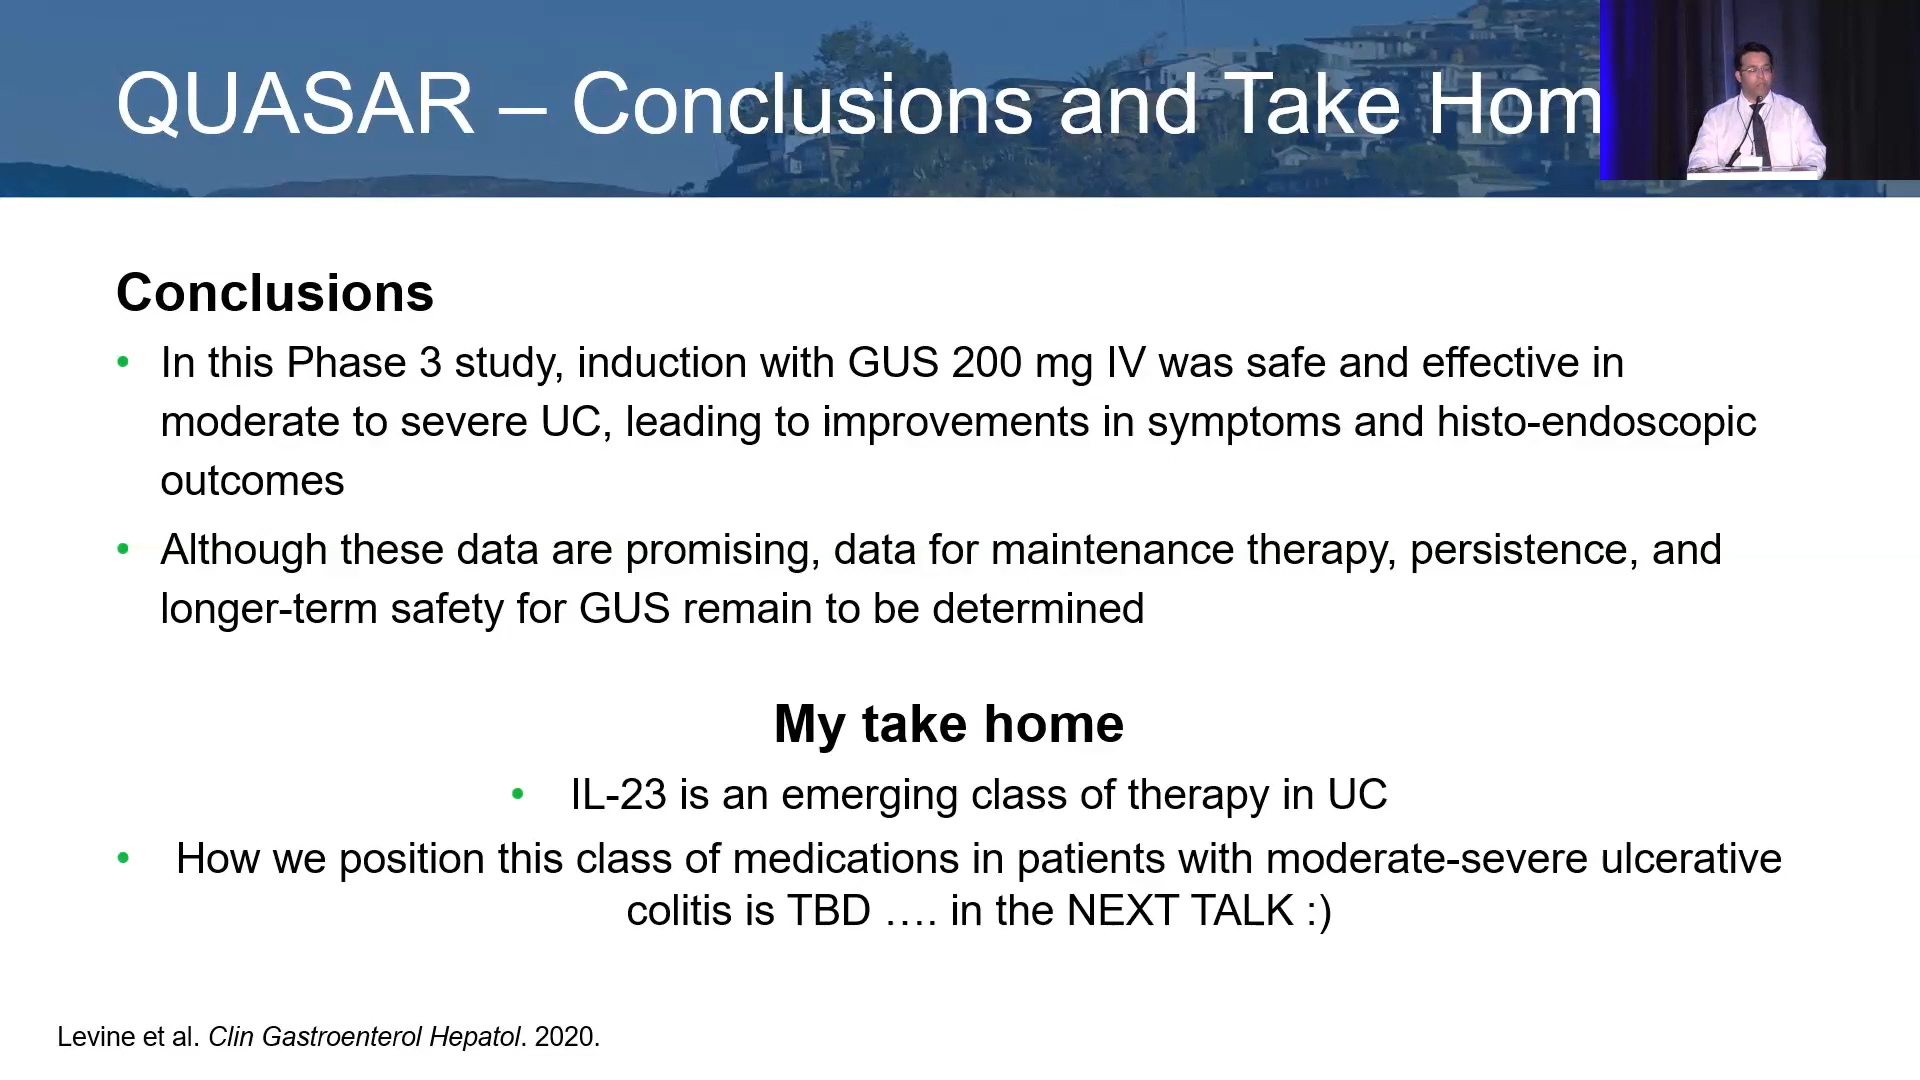 QUASAR – Conclusions and Take Hom
Conclusions
• In this Phase 3 study, induction with GUS 200 mg IV was safe and effective in
moderate to severe UC, leading to improvements in symptoms and histo-endoscopic
outcomes
• Although these data are promising, data for maintenance therapy, persistence, and
longer-term safety for GUS remain to be determined
My take home
• IL-23 is an emerging class of therapy in UC
• How we position this class of medications in patients with moderate-severe ulcerative
colitis is TBD …. in the NEXT TALK :)
Levine et al. Clin Gastroenterol Hepatol. 2020.